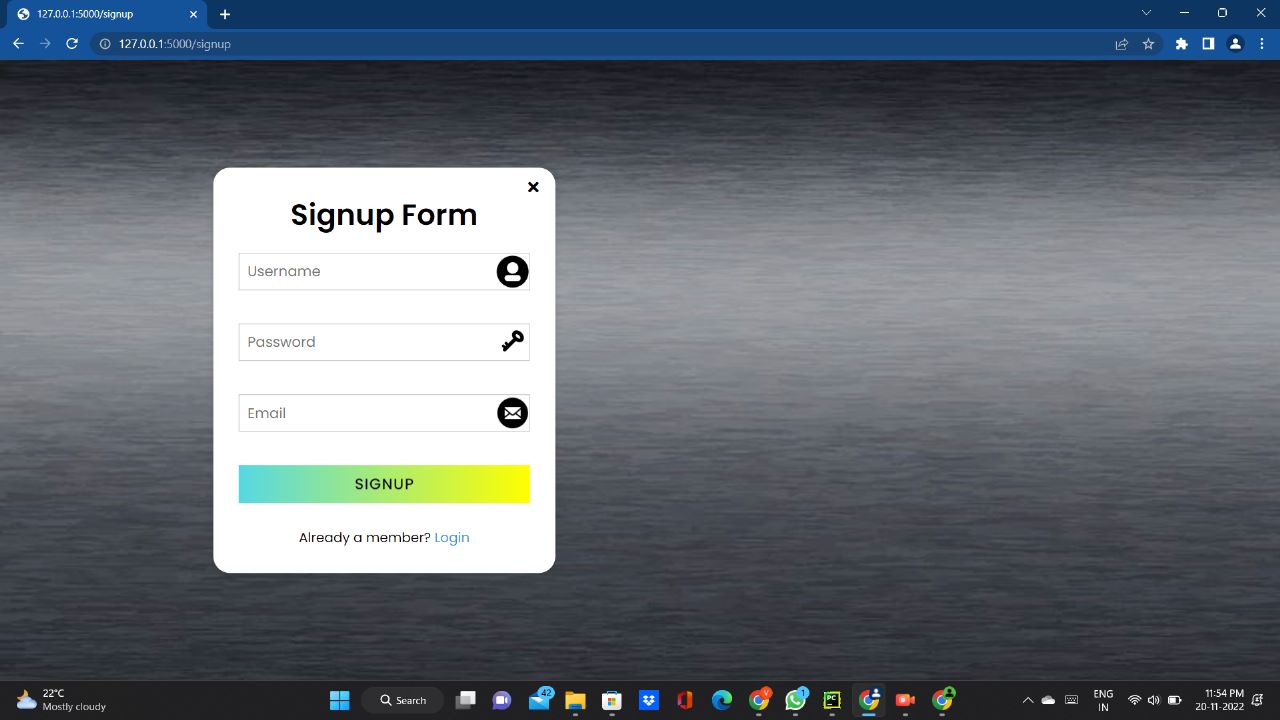 127.0.0.1:5000/signup
127.0.0.1:5000/signup
Signup Form
Username
Password
Email
SIGNUP
Already a member? Login
22°C
Mostly cloudy
Search
42
V
1
PC
ENG
IN
11:54 PM
20-11-2022